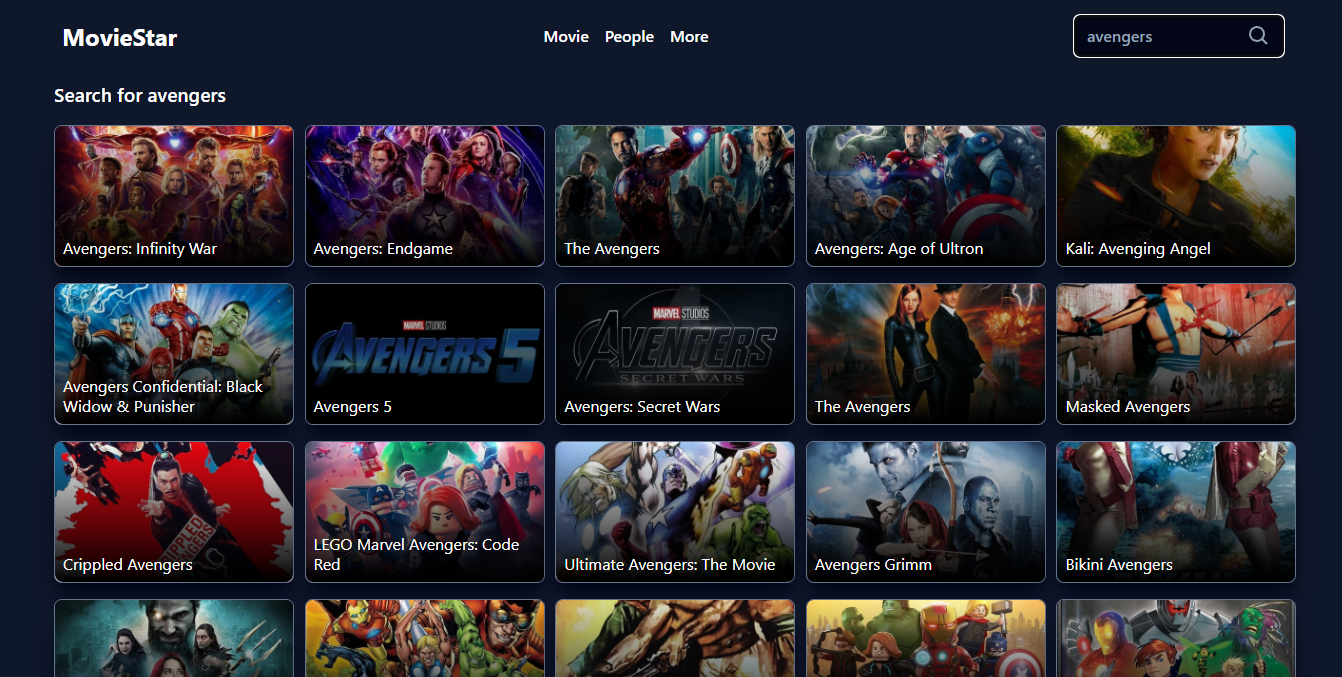 MovieStar
Movie People More
avengers
Search for avengers
Avengers: Infinity War
Avengers: Endgame
The Avengers
Avengers: Age of Ultron
Kali: Avenging Angel
Avengers Confidential: Black
Widow & Punisher
MARVEL STUDIOS
AVENGERS 5
Avengers 5
MARVEL STUDIOS
AVENGERS
SECRET WARS
Avengers: Secret Wars
The Avengers
Masked Avengers
CRIPPLED
AVENGERS
Crippled Avengers
LEGO Marvel Avengers: Code
Red
Ultimate Avengers: The Movie
Avengers Grimm
Bikini Avengers